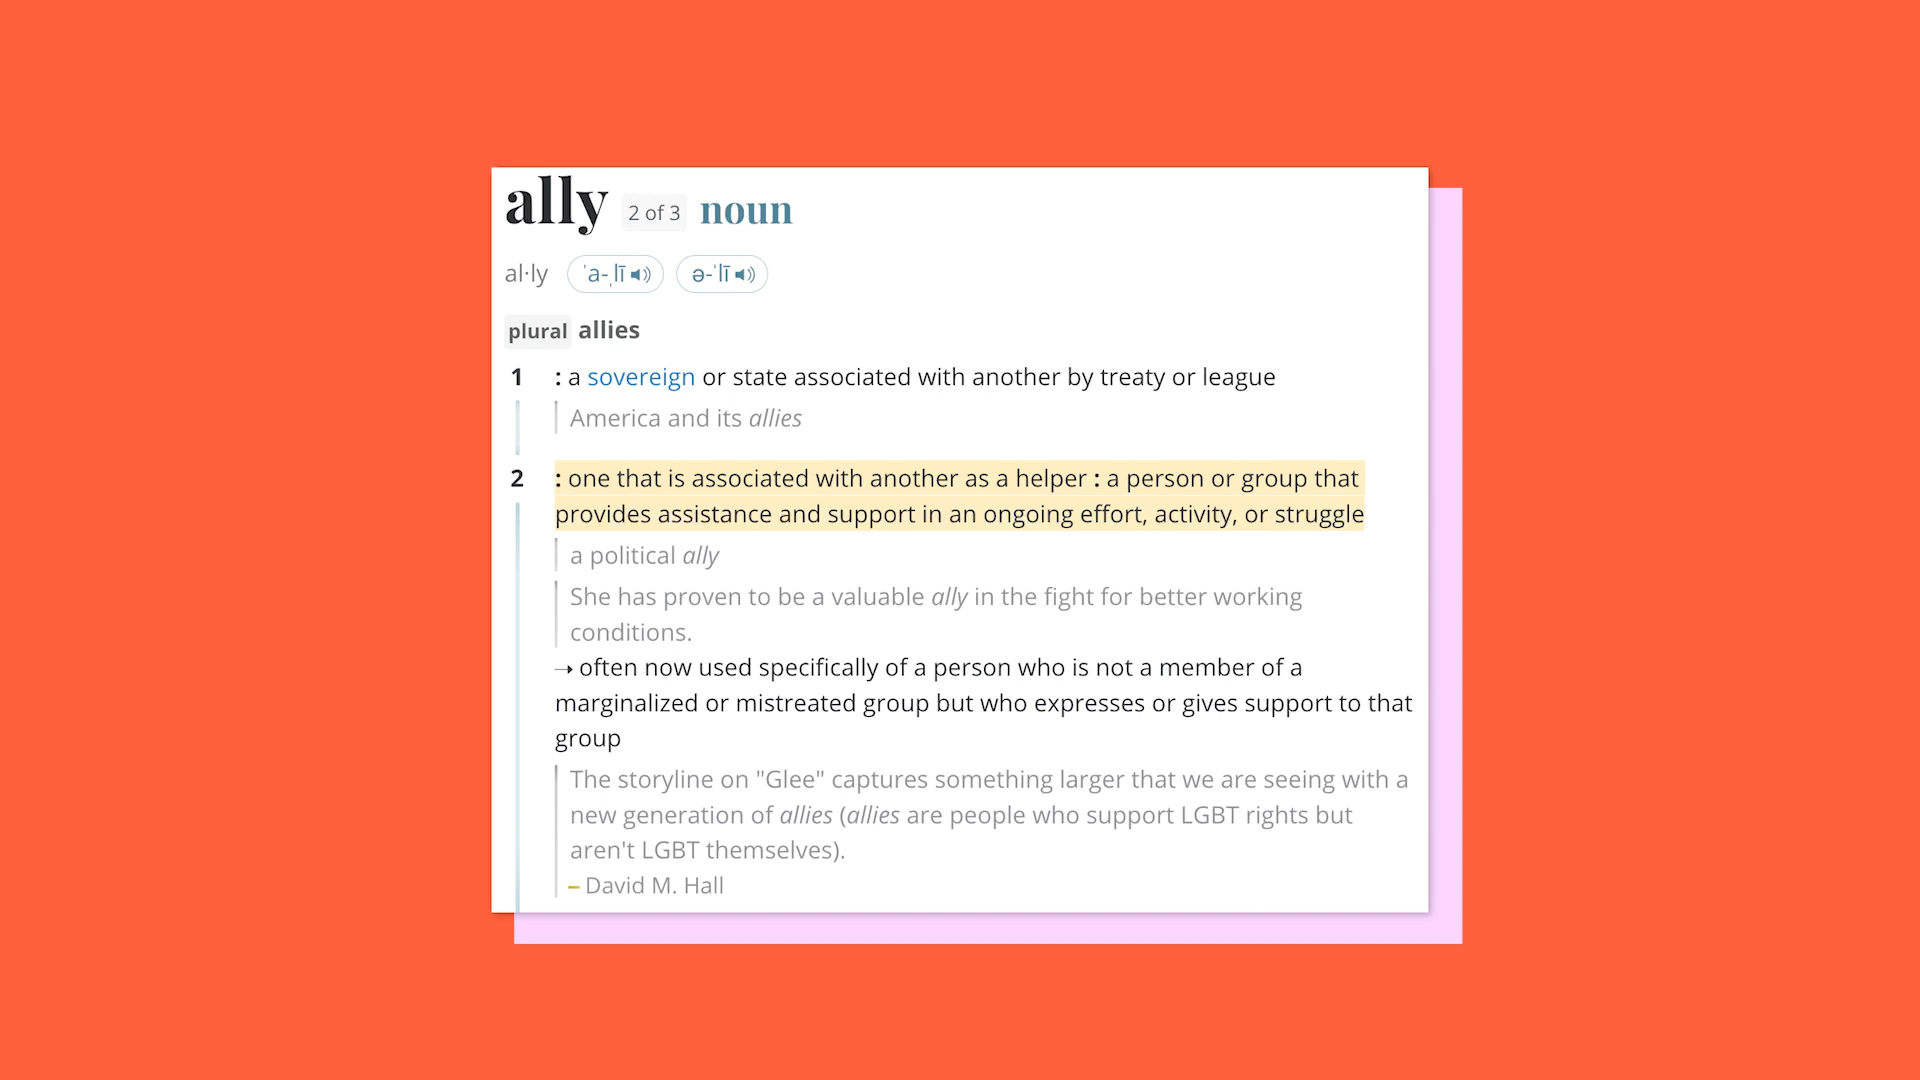 ally 2 of 3 noun
al·ly ˈa-ˌlī ə-ˈlī
plural allies
1 : a sovereign or state associated with another by treaty or league
America and its allies
2 : one that is associated with another as a helper : a person or group that
provides assistance and support in an ongoing effort, activity, or struggle
a political ally
She has proven to be a valuable ally in the fight for better working
conditions.
→ often now used specifically of a person who is not a member of a
marginalized or mistreated group but who expresses or gives support to that
group
The storyline on "Glee" captures something larger that we are seeing with a
new generation of allies (allies are people who support LGBT rights but
aren't LGBT themselves).
– David M. Hall